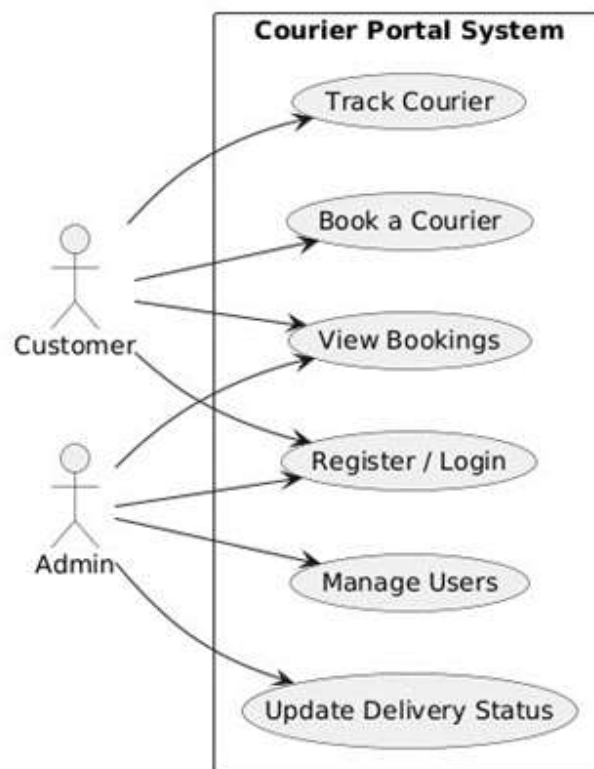 Courier Portal System
Track Courier
Book a Courier
View Bookings
Customer
Register / Login
Admin
Manage Users
Update Delivery Status